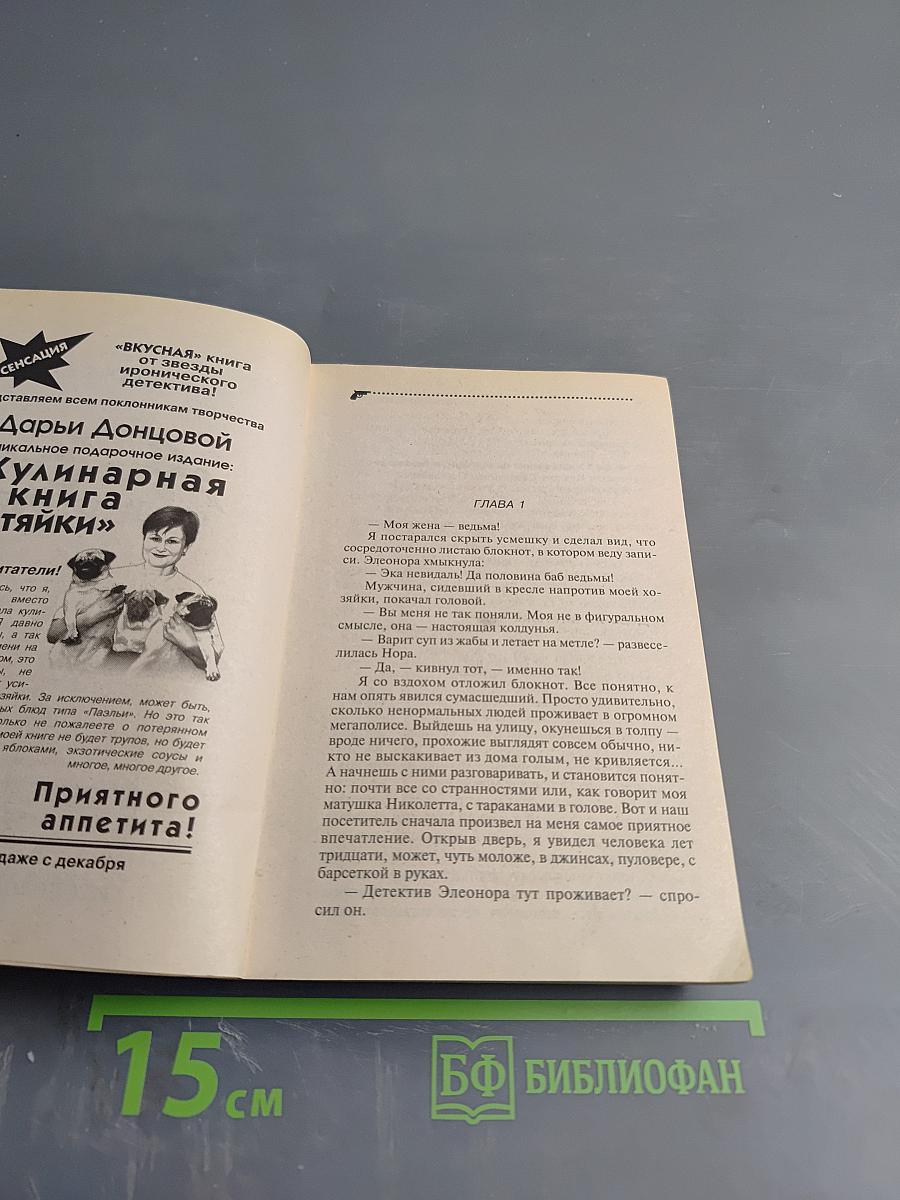 СЕНСАЦИЯ
«ВКУСНАЯ» книга
от звезды
иронического
детектива!
дставляем всем поклонникам творчества
Дарьи Донцовой
икальное подарочное издание:
Кулинарная
книга
тяйки»
итатели!
сь, что я,
вместо
ла кули-
Я давно
ы, а так
ени на
ом, это
ы, не
уси-
зяйки. За исключением, может быть,
ых блюд типа «Паэльи». Но это так
олько не пожалеете о потерянном
моей книге не будет трупов, но будет
яблоками, экзотические соусы и
многое, многое другое.
Приятного
аппетита!
даже с декабря
ГЛАВА 1
— Моя жена — ведьма!
Я постарался скрыть усмешку и сделал вид, что
сосредоточенно листаю блокнот, в котором веду запи-
си. Элеонора хмыкнула:
— Эка невидаль! Да половина баб ведьмы!
Мужчина, сидевший в кресле напротив моей хо-
зяйки, покачал головой.
— Вы меня не так поняли. Моя не в фигуральном
смысле, она — настоящая колдунья.
— Варит суп из жабы и летает на метле? — развесе-
лилась Нора.
— Да, — кивнул тот, — именно так!
Я со вздохом отложил блокнот. Все понятно, к
нам опять явился сумасшедший. Просто удивительно,
сколько ненормальных людей проживает в огромном
мегаполисе. Выйдешь на улицу, окунешься в толпу —
вроде ничего, прохожие выглядят совсем обычно, ни-
кто не выскакивает из дома голым, не кривляется...
А начнешь с ними разговаривать, и становится понят-
но: почти все со странностями или, как говорит моя
матушка Николетта, с тараканами в голове. Вот и наш
посетитель сначала произвел на меня самое приятное
впечатление. Открыв дверь, я увидел человека лет
тридцати, может, чуть моложе, в джинсах, пуловере, с
барсеткой в руках.
— Детектив Элеонора тут проживает? — спро-
сил он.
15 см
БФ БИБЛИОФАН